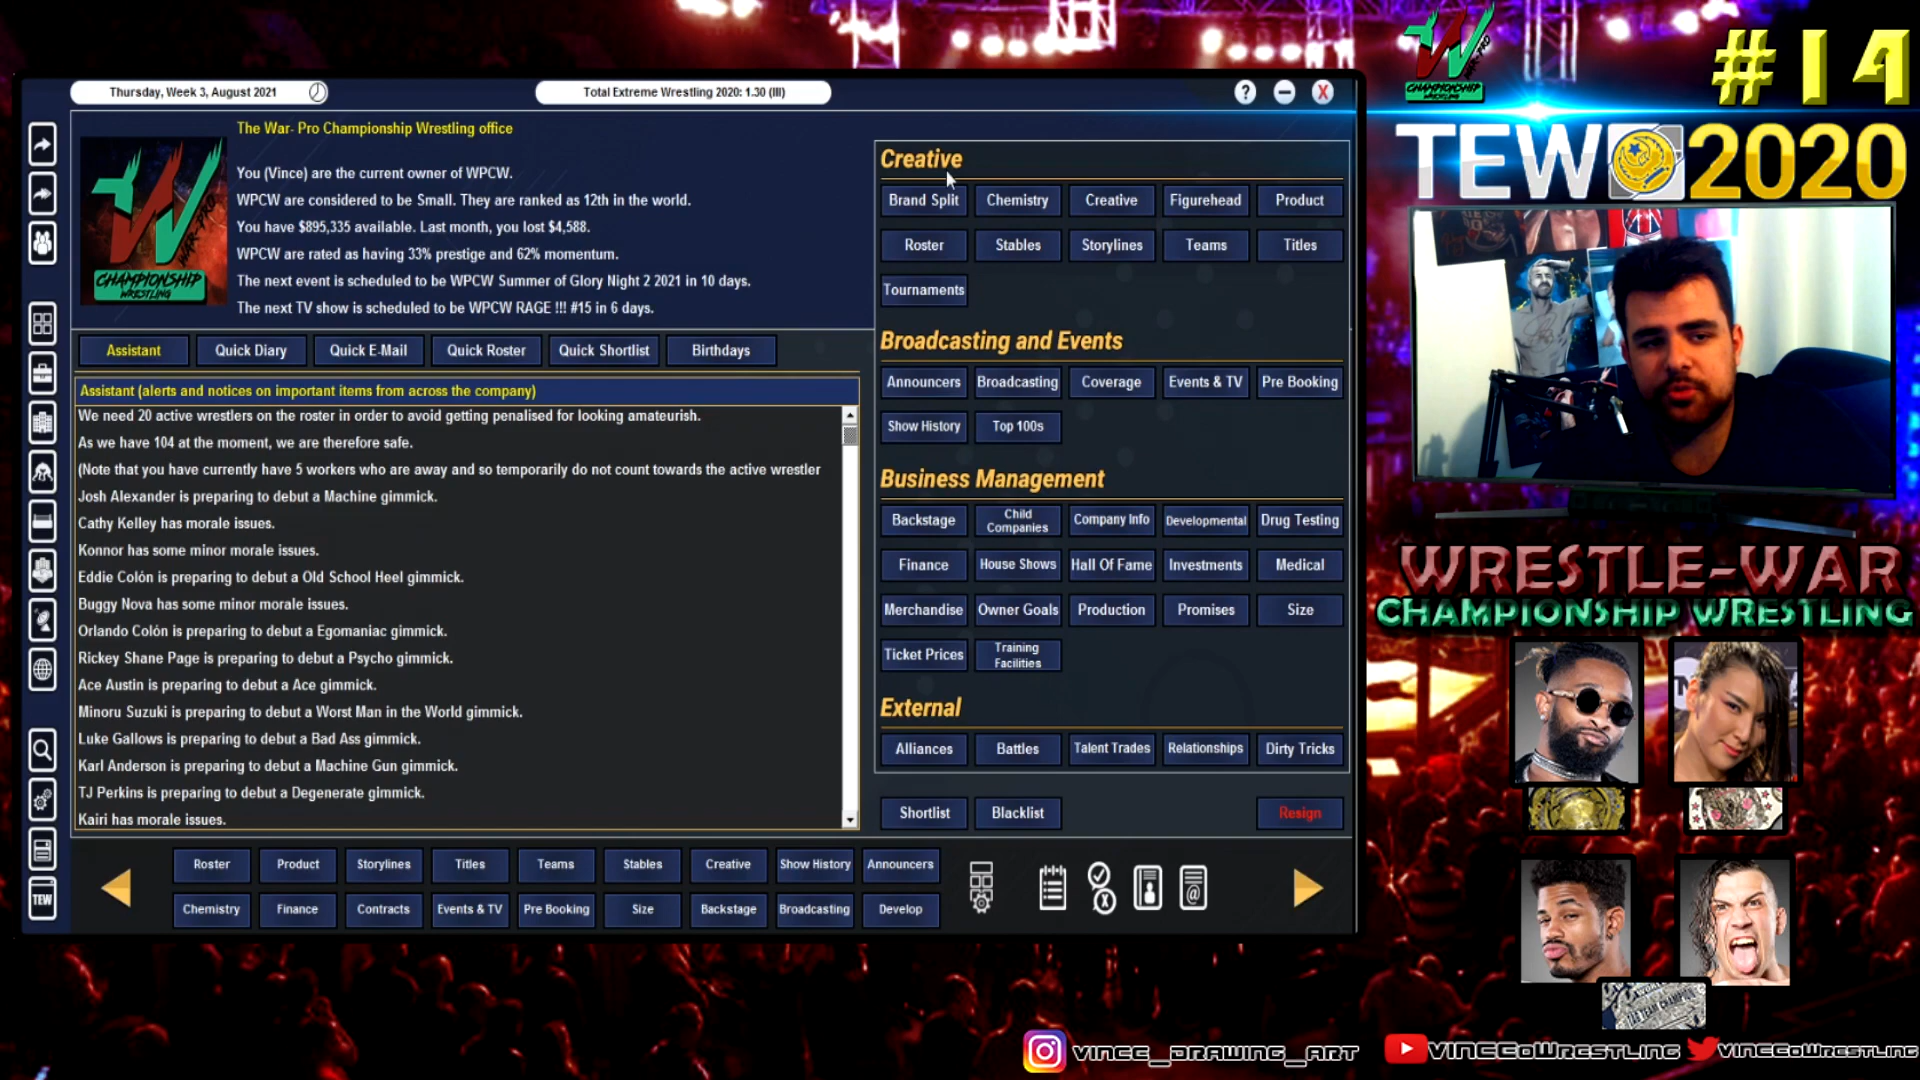 Thursday, Week 3, August 2021
Total Extreme Wrestling 2020: 1.30 (III)
?
X
The War- Pro Championship Wrestling office
You (Vince) are the current owner of WPCW.
WPCW are considered to be Small. They are ranked as 12th in the world.
You have $895,335 available. Last month, you lost $4,588.
WPCW are rated as having 33% prestige and 62% momentum.
The next event is scheduled to be WPCW Summer of Glory Night 2 2021 in 10 days.
The next TV show is scheduled to be WPCW RAGE !!! #15 in 6 days.
WAR-PRO
CHAMPIONSHIP
WRESTLING
Assistant Quick Diary Quick E-Mail Quick Roster Quick Shortlist Birthdays
Assistant (alerts and notices on important items from across the company)
We need 20 active wrestlers on the roster in order to avoid getting penalised for looking amateurish.
As we have 104 at the moment, we are therefore safe.
(Note that you have currently have 5 workers who are away and so temporarily do not count towards the active wrestler
Josh Alexander is preparing to debut a Machine gimmick.
Cathy Kelley has morale issues.
Konnor has some minor morale issues.
Eddie Colón is preparing to debut a Old School Heel gimmick.
Buggy Nova has some minor morale issues.
Orlando Colón is preparing to debut a Egomaniac gimmick.
Rickey Shane Page is preparing to debut a Psycho gimmick.
Ace Austin is preparing to debut a Ace gimmick.
Minoru Suzuki is preparing to debut a Worst Man in the World gimmick.
Luke Gallows is preparing to debut a Bad Ass gimmick.
Karl Anderson is preparing to debut a Machine Gun gimmick.
TJ Perkins is preparing to debut a Degenerate gimmick.
Kairi has morale issues.
Creative
Brand Split Chemistry Creative Figurehead Product
Roster Stables Storylines Teams Titles
Tournaments
Broadcasting and Events
Announcers Broadcasting Coverage Events & TV Pre Booking
Show History Top 100s
Business Management
Backstage Child Companies Company Info Developmental Drug Testing
Finance House Shows Hall Of Fame Investments Medical
Merchandise Owner Goals Production Promises Size
Ticket Prices Training Facilities
External
Alliances Battles Talent Trades Relationships Dirty Tricks
Shortlist Blacklist Resign
TEW
Roster Product Storylines Titles Teams Stables Creative Show History Announcers
Chemistry Finance Contracts Events & TV Pre Booking Size Backstage Broadcasting Develop
WAR-PRO
CHAMPIONSHIP
WRESTLING
#14
TEW 2020
WRESTLE-WAR
CHAMPIONSHIP WRESTLING
VINCE_DRAWING_ART
VINCEOWRESTLING
VINCEOWRESTLING